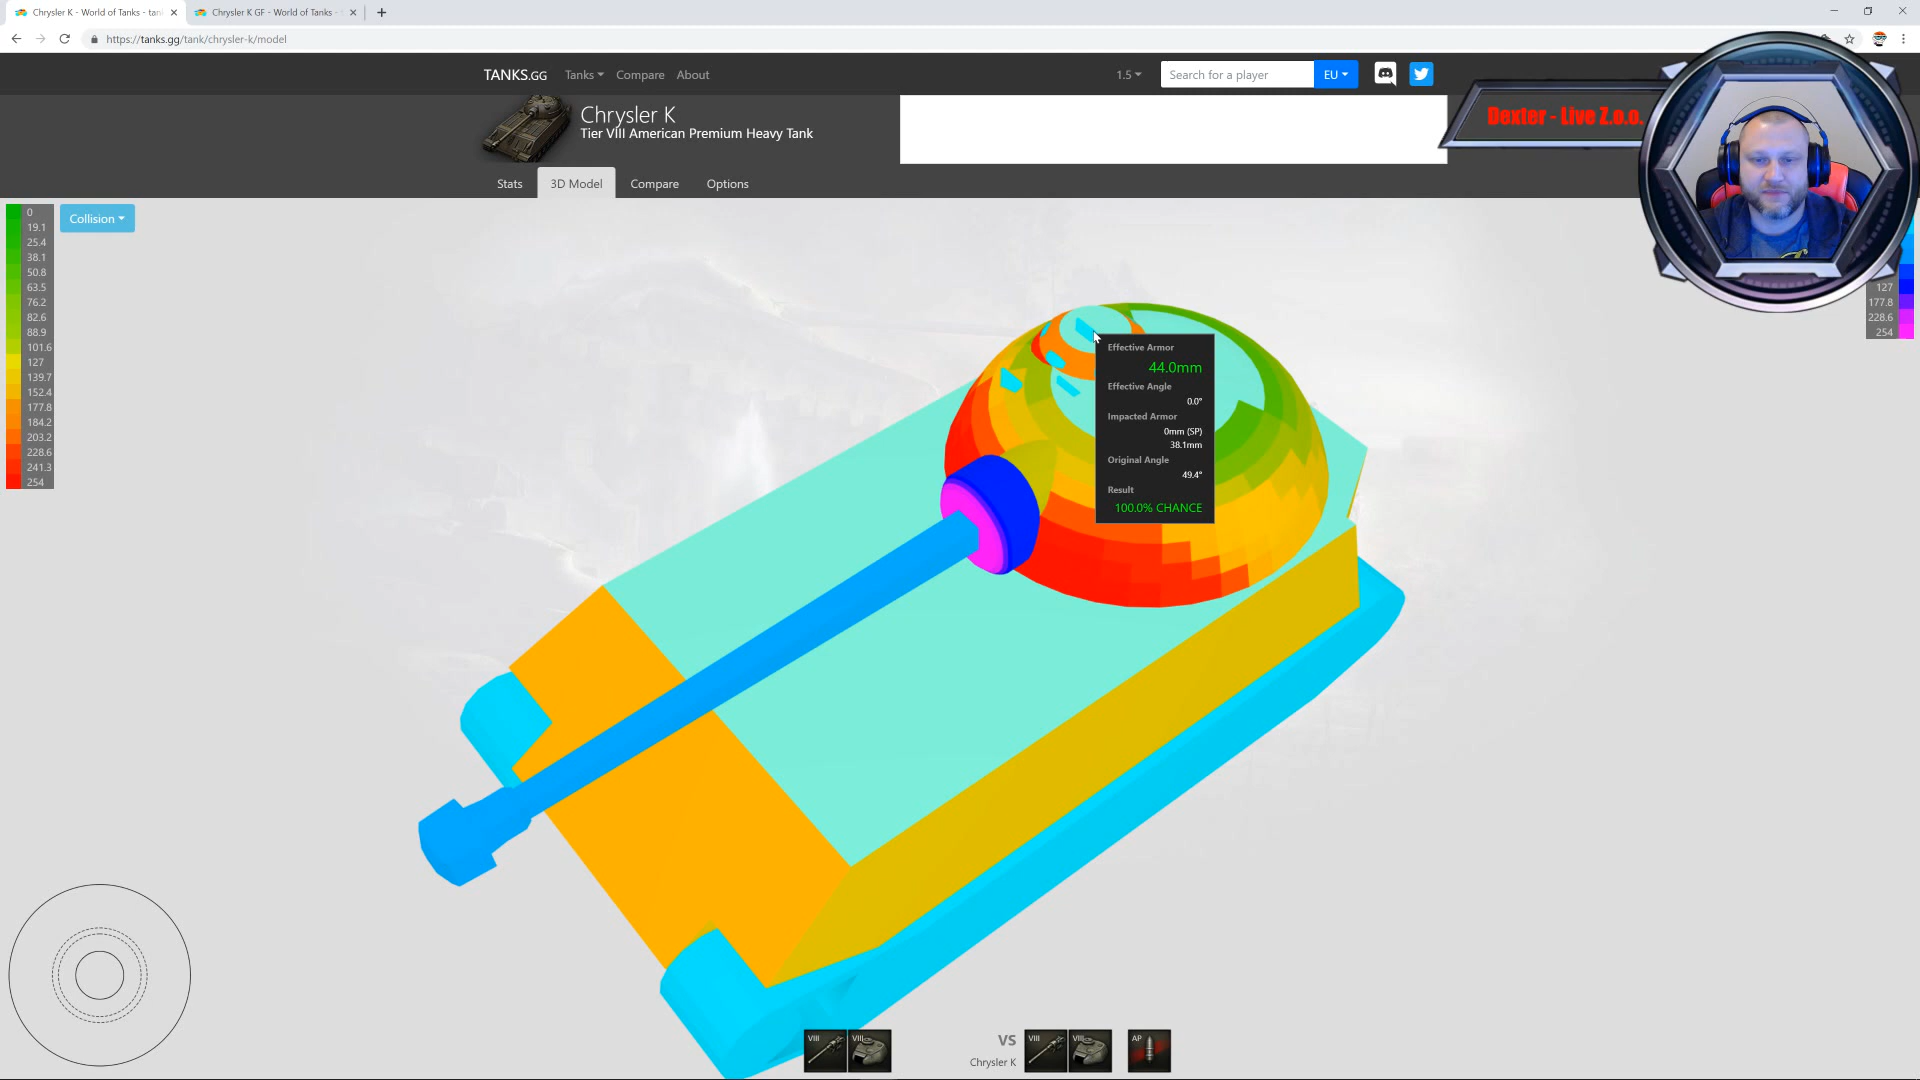 Chrysler K - World of Tanks - tan
Chrysler K GF - World of Tanks -
https://tanks.gg/tank/chrysler-k/model
TANKS.GG
Tanks
Compare
About
1.5
Search for a player
EU
Dexter - Live Z.o.o.
Chrysler K
Tier VIII American Premium Heavy Tank
Stats
3D Model
Compare
Options
Collision
0
19.1
25.4
38.1
50.8
63.5
76.2
82.6
88.9
101.6
127
139.7
152.4
177.8
184.2
203.2
228.6
241.3
254
127
177.8
228.6
254
Effective Armor
44.0mm
Effective Angle
0.0°
Impacted Armor
0mm (SP)
38.1mm
Original Angle
49.4°
Result
100.0% CHANCE
VIII
VIII
VS
Chrysler K
VIII
VIII
AP